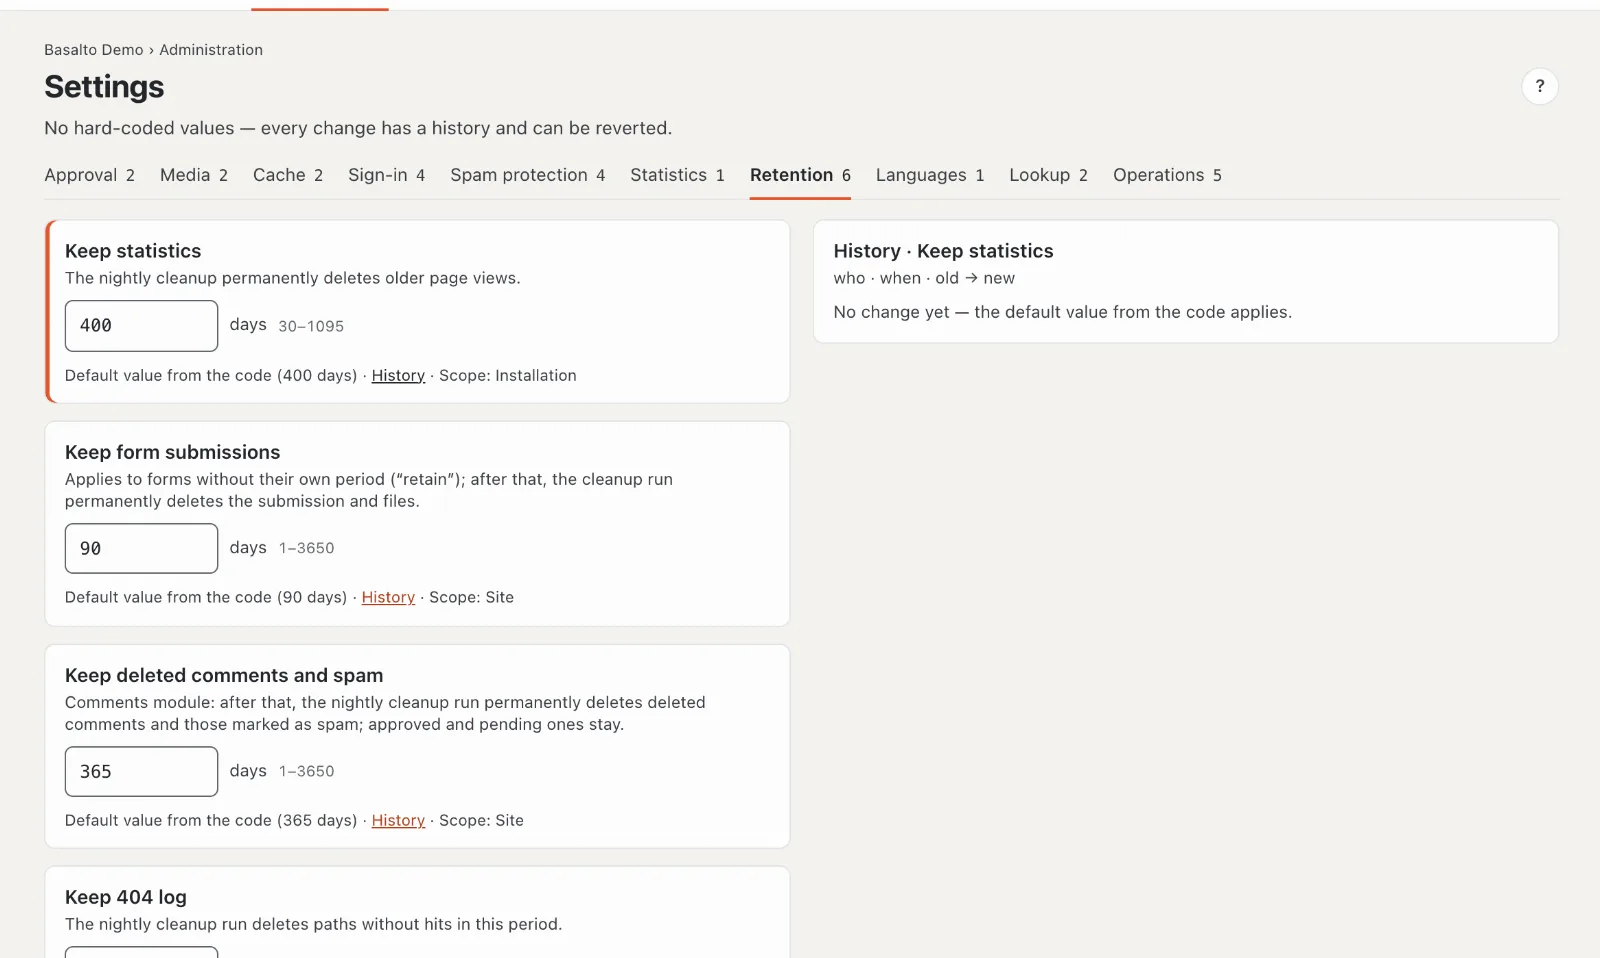 Basalto Demo › Administration
Settings
?
No hard-coded values — every change has a history and can be reverted.
Approval 2 Media 2 Cache 2 Sign-in 4 Spam protection 4 Statistics 1 Retention 6 Languages 1 Lookup 2 Operations 5
Keep statistics
The nightly cleanup permanently deletes older page views.
400 days 30–1095
Default value from the code (400 days) · History · Scope: Installation
History · Keep statistics
who · when · old → new
No change yet — the default value from the code applies.
Keep form submissions
Applies to forms without their own period (“retain”); after that, the cleanup run
permanently deletes the submission and files.
90 days 1–3650
Default value from the code (90 days) · History · Scope: Site
Keep deleted comments and spam
Comments module: after that, the nightly cleanup run permanently deletes deleted
comments and those marked as spam; approved and pending ones stay.
365 days 1–3650
Default value from the code (365 days) · History · Scope: Site
Keep 404 log
The nightly cleanup run deletes paths without hits in this period.